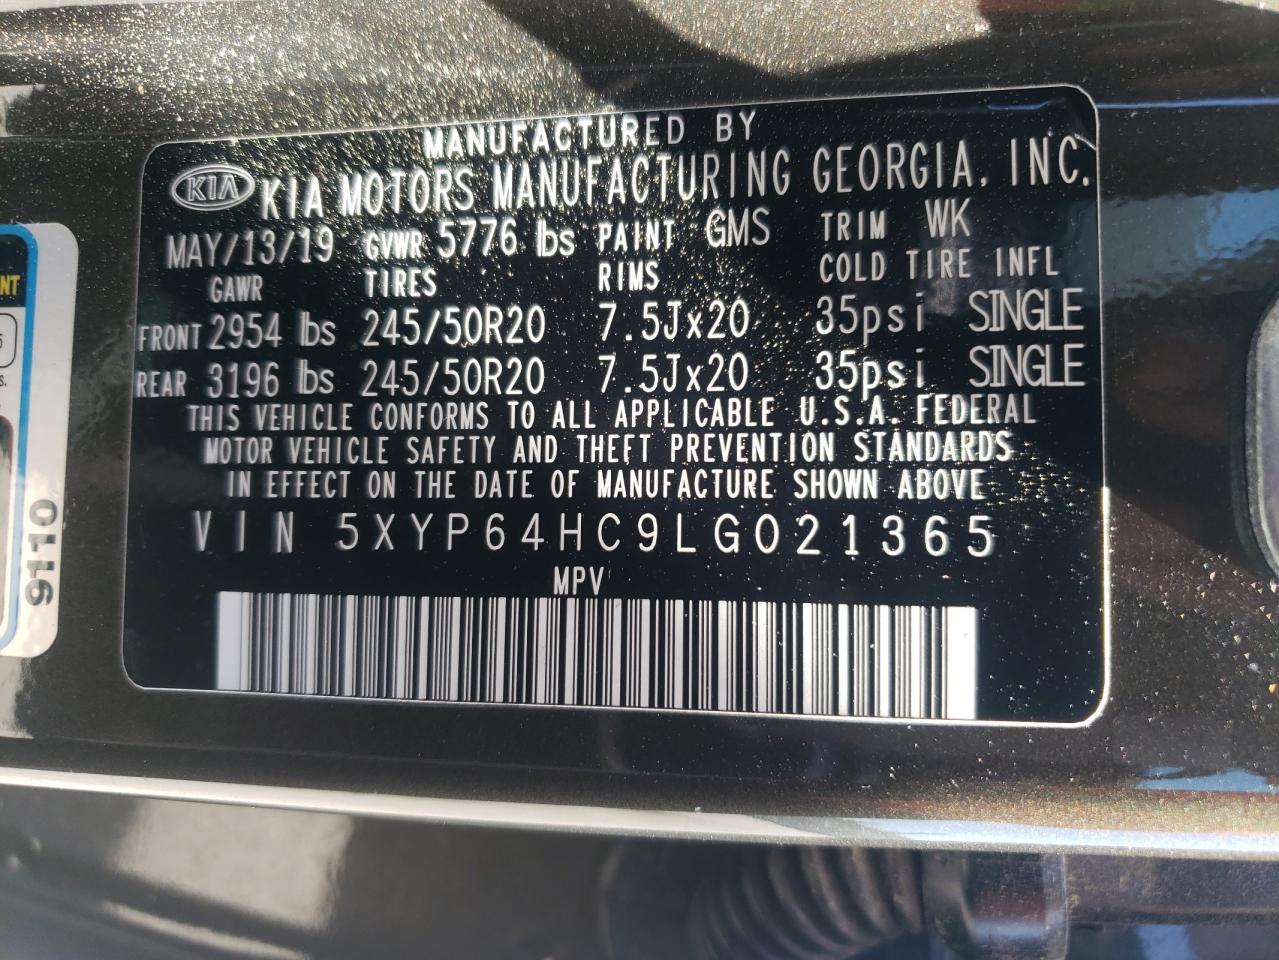 MANUFACTURED BY
KIA KIA MOTORS MANUFACTURING GEORGIA, INC.
MAY/13/19 GVWR 5776 lbs PAINT GMS TRIM WK
GAWR TIRES RIMS COLD TIRE INFL
FRONT 2954 lbs 245/50R20 7.5Jx20 35psi SINGLE
REAR 3196 lbs 245/50R20 7.5Jx20 35psi SINGLE
THIS VEHICLE CONFORMS TO ALL APPLICABLE U.S.A. FEDERAL
MOTOR VEHICLE SAFETY AND THEFT PREVENTION STANDARDS
IN EFFECT ON THE DATE OF MANUFACTURE SHOWN ABOVE
VIN 5XYP64HC9LG021365
MPV
9110